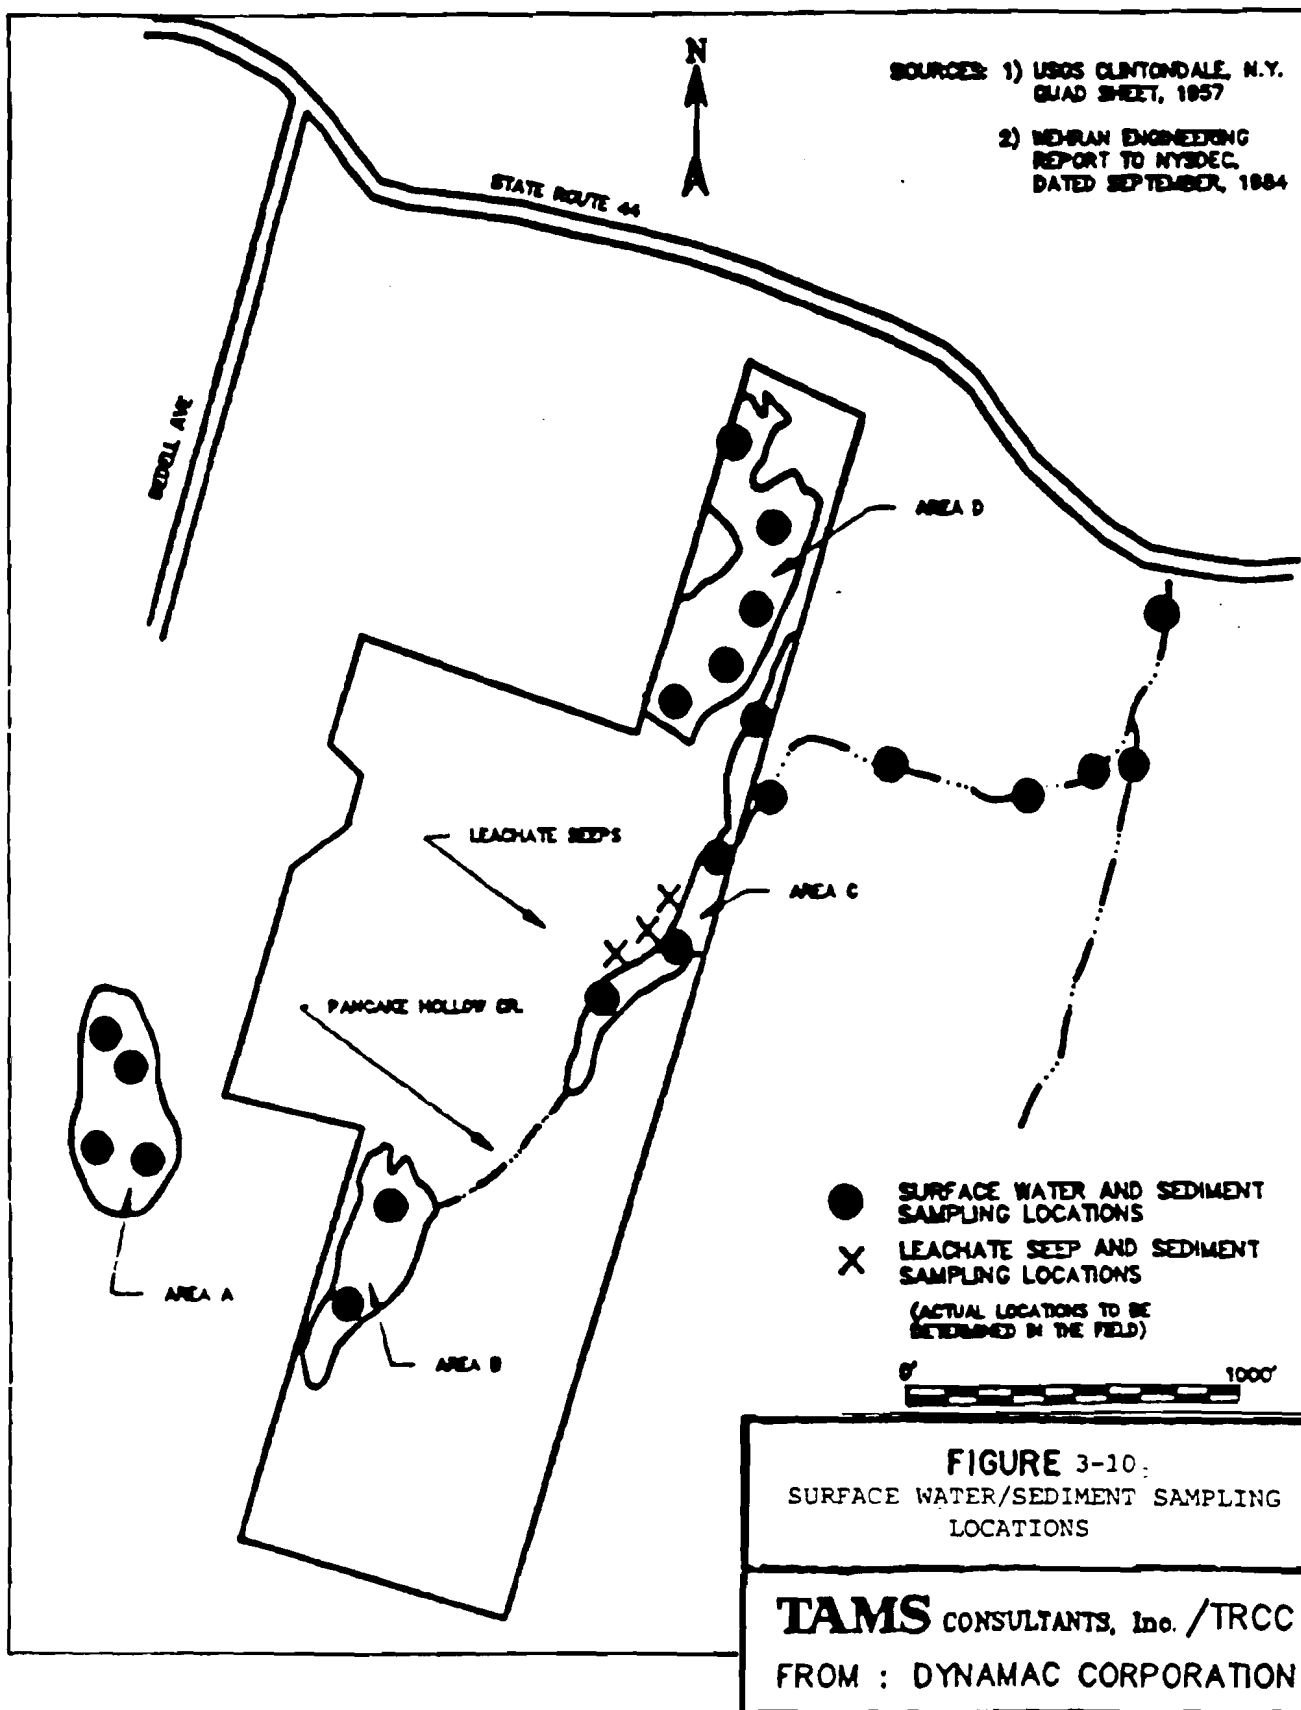 N
SOURCES: 1) USGS CLINTONDALE, N.Y.
QUAD SHEET, 1957
2) WEHRAN ENGINEERING
REPORT TO NYSDEC,
DATED SEPTEMBER, 1984
STATE ROUTE 44
BEDELL AVE
AREA D
LEACHATE SEEPS
AREA C
PANCAKE HOLLOW CR.
AREA A
AREA B
SURFACE WATER AND SEDIMENT
SAMPLING LOCATIONS
X LEACHATE SEEP AND SEDIMENT
SAMPLING LOCATIONS
(ACTUAL LOCATIONS TO BE
DETERMINED IN THE FIELD)
0' 1000'
FIGURE 3-10:
SURFACE WATER/SEDIMENT SAMPLING
LOCATIONS
TAMS CONSULTANTS, Inc. /TRCC
FROM : DYNAMAC CORPORATION